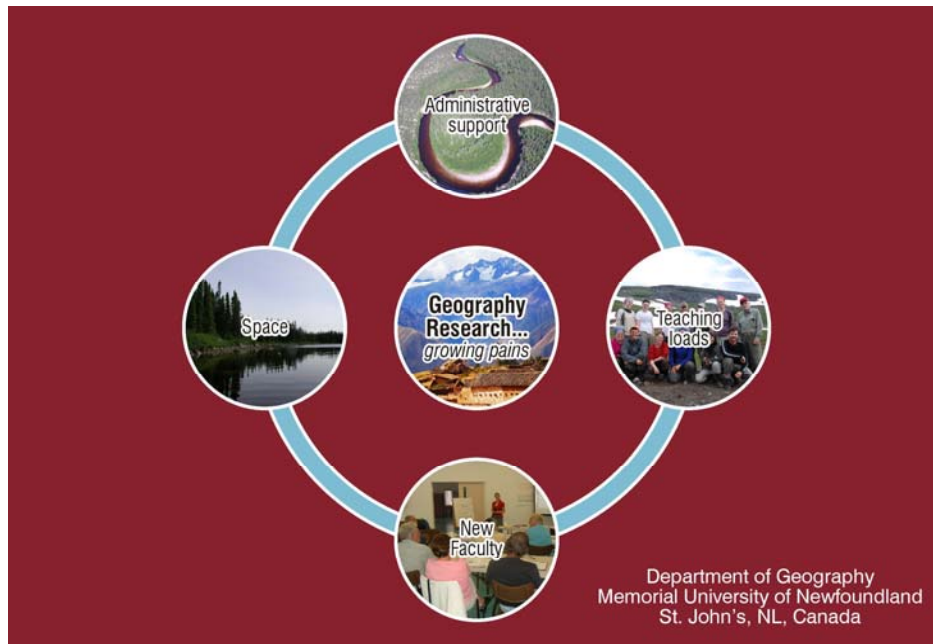 Administrative
support
Space
Geography
Research...
growing pains
Teaching
loads
New
Faculty
Department of Geography
Memorial University of Newfoundland
St. John's, NL, Canada